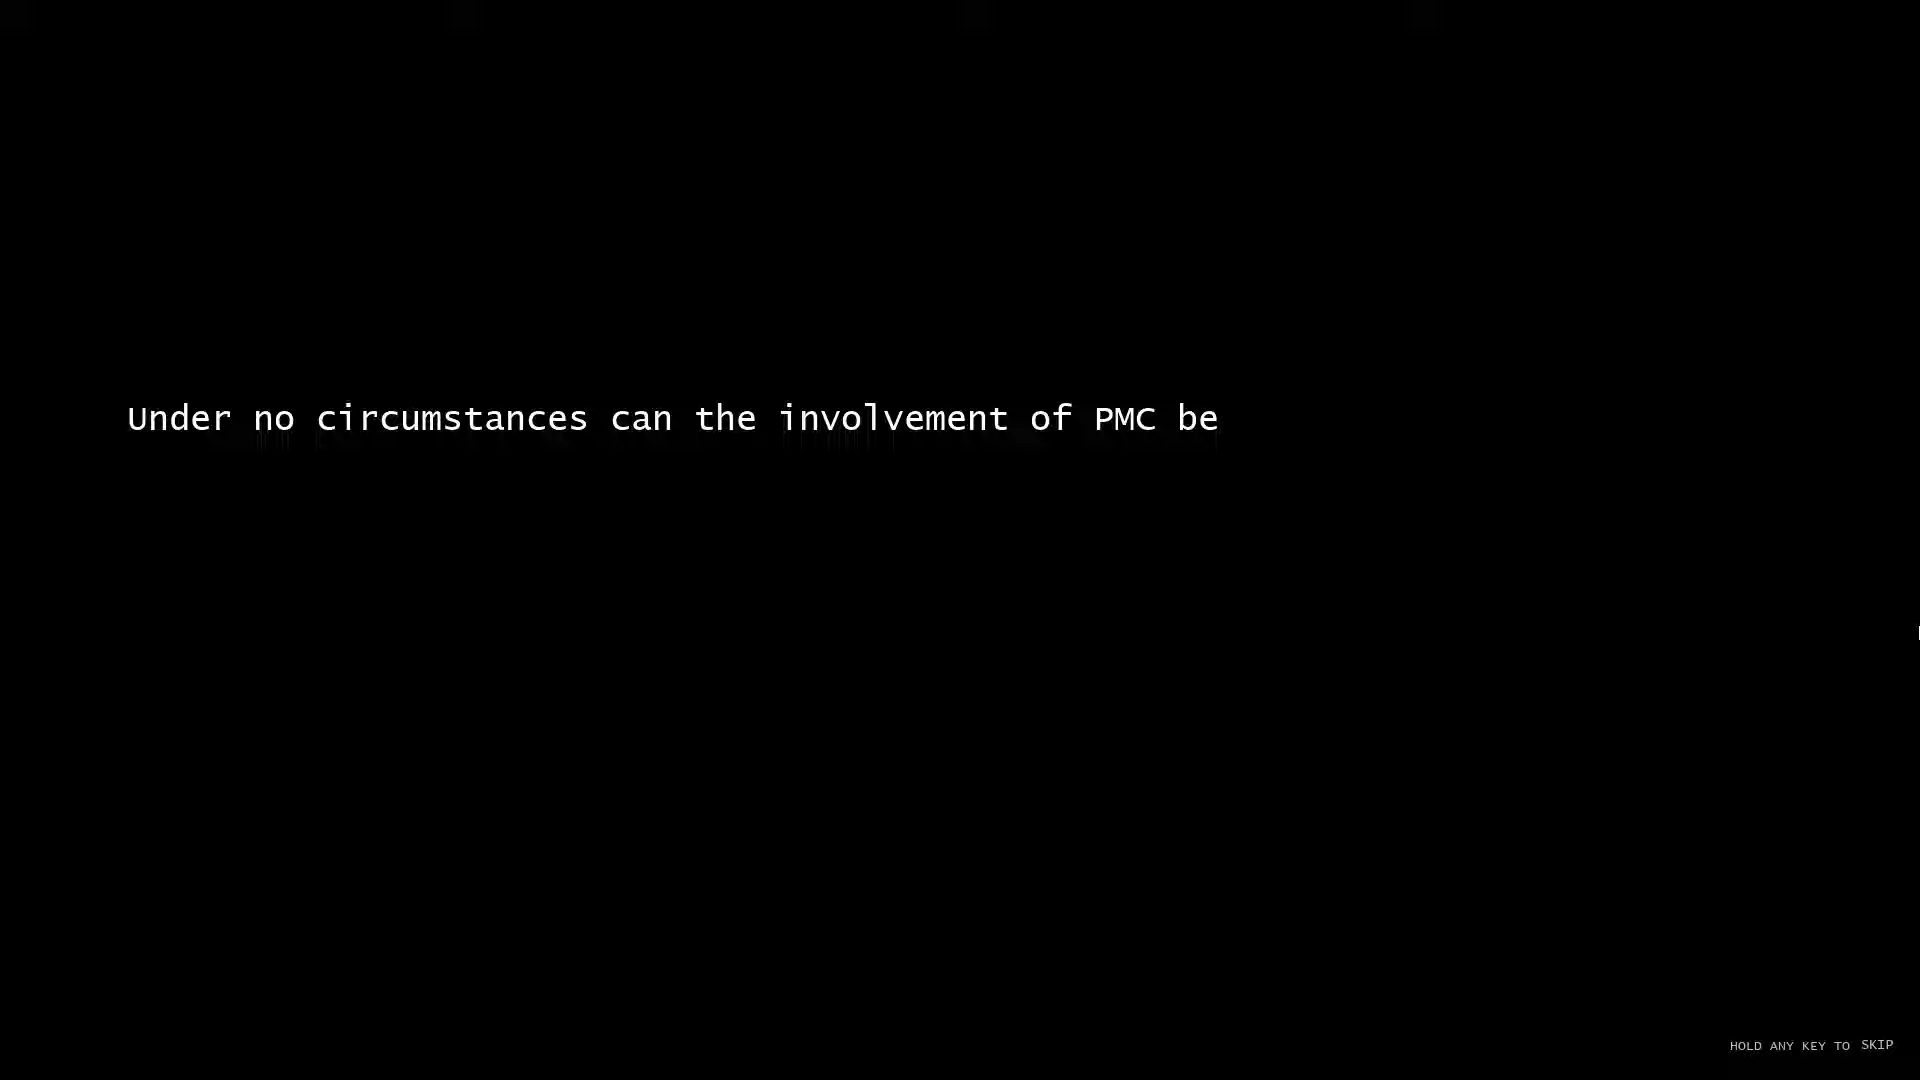 Under no circumstances can the involvement of PMC be
HOLD ANY KEY TO SKIP